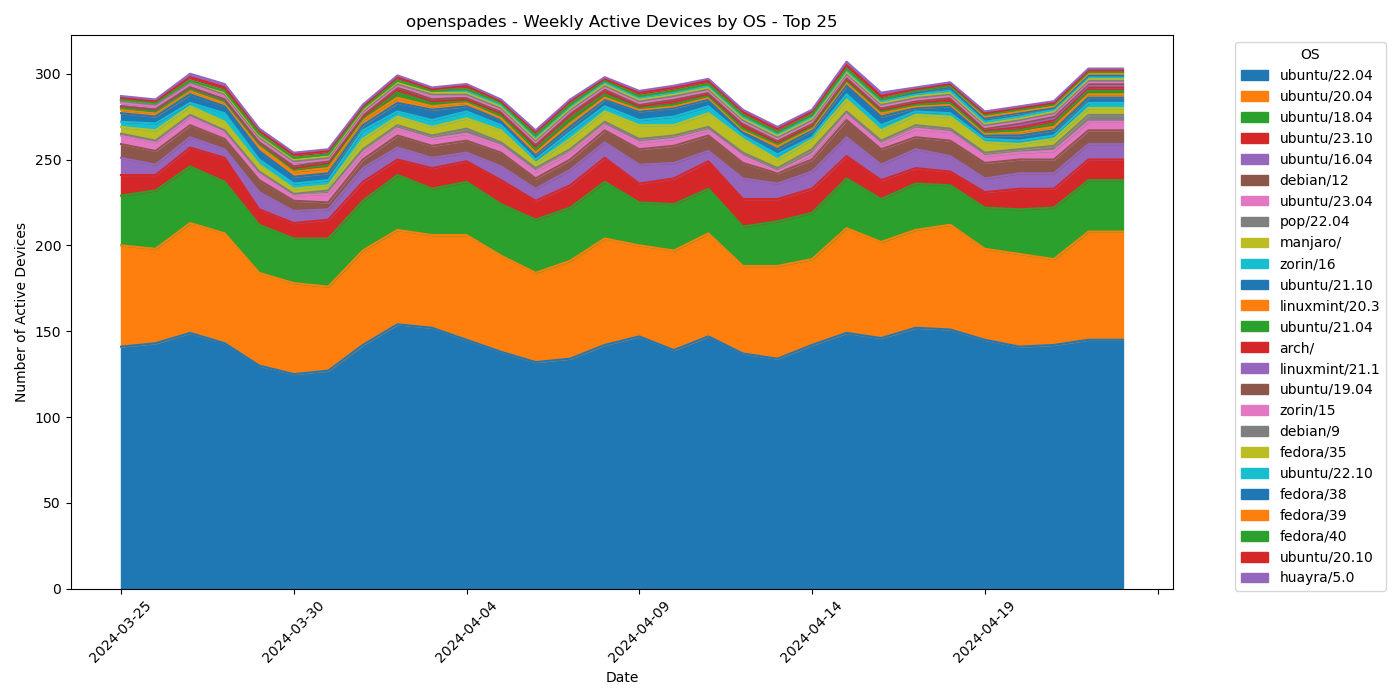 openspades - Weekly Active Devices by OS - Top 25
Number of Active Devices
300
250
200
150
100
50
0
2024-03-25
2024-03-30
2024-04-04
2024-04-09
2024-04-14
2024-04-19
Date
OS
ubuntu/22.04
ubuntu/20.04
ubuntu/18.04
ubuntu/23.10
ubuntu/16.04
debian/12
ubuntu/23.04
pop/22.04
manjaro/
zorin/16
ubuntu/21.10
linuxmint/20.3
ubuntu/21.04
arch/
linuxmint/21.1
ubuntu/19.04
zorin/15
debian/9
fedora/35
ubuntu/22.10
fedora/38
fedora/39
fedora/40
ubuntu/20.10
huayra/5.0